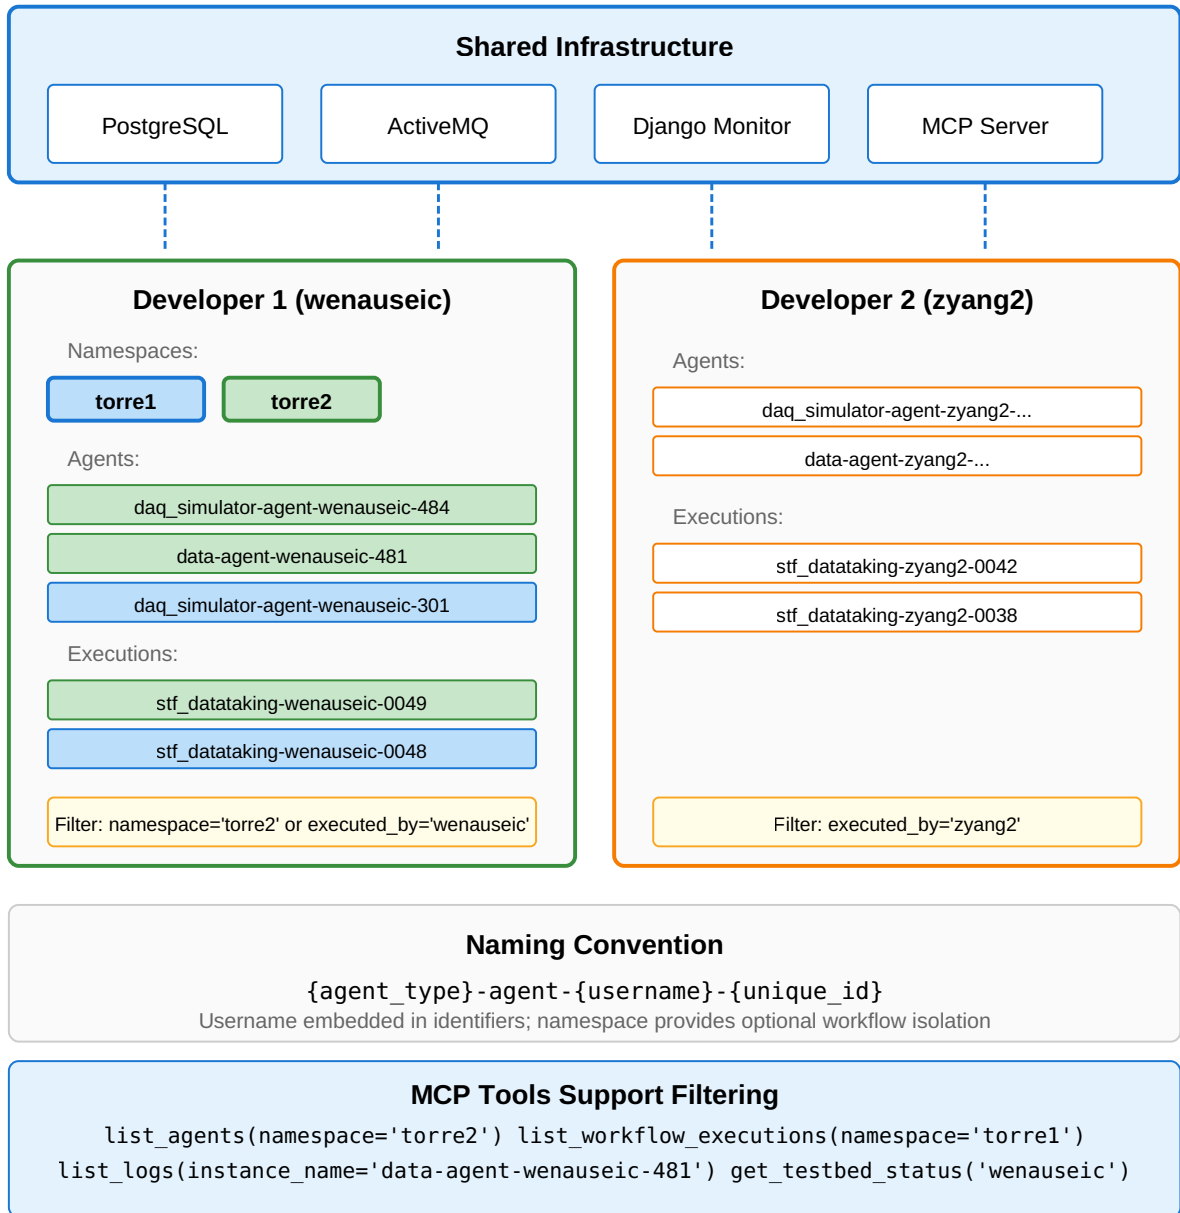 Shared Infrastructure
PostgreSQL
ActiveMQ
Django Monitor
MCP Server
Developer 1 (wenauseic)
Namespaces:
torre1
torre2
Agents:
daq_simulator-agent-wenauseic-484
data-agent-wenauseic-481
daq_simulator-agent-wenauseic-301
Executions:
stf_datataking-wenauseic-0049
stf_datataking-wenauseic-0048
Filter: namespace='torre2' or executed_by='wenauseic'
Developer 2 (zyang2)
Agents:
daq_simulator-agent-zyang2-...
data-agent-zyang2-...
Executions:
stf_datataking-zyang2-0042
stf_datataking-zyang2-0038
Filter: executed_by='zyang2'
Naming Convention
{agent_type}-agent-{username}-{unique_id}
Username embedded in identifiers; namespace provides optional workflow isolation
MCP Tools Support Filtering
list_agents(namespace='torre2') list_workflow_executions(namespace='torre1')
list_logs(instance_name='data-agent-wenauseic-481') get_testbed_status('wenauseic')